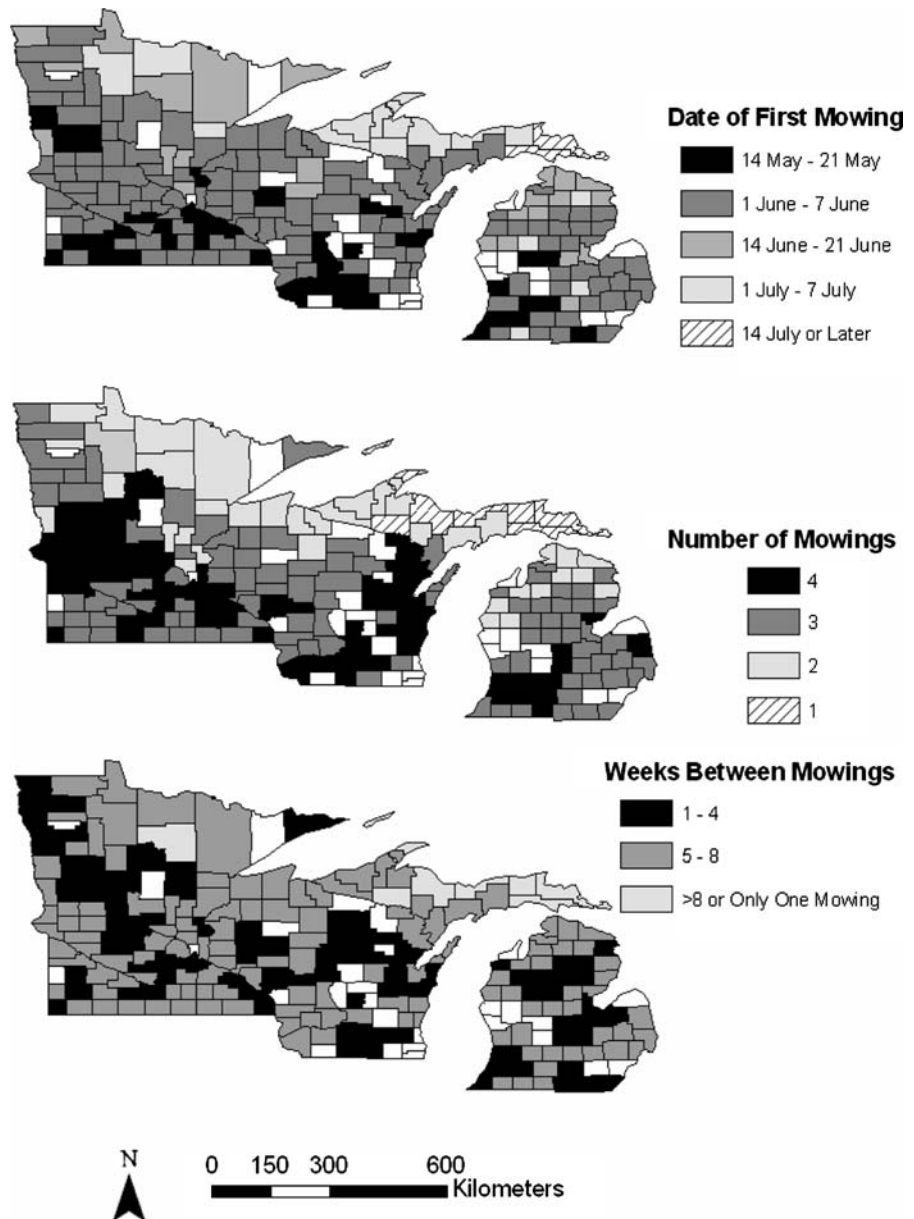 Date of First Mowing
14 May - 21 May
1 June - 7 June
14 June - 21 June
1 July - 7 July
14 July or Later
Number of Mowings
4
3
2
1
Weeks Between Mowings
1 - 4
5 - 8
>8 or Only One Mowing
N
0 150 300 600
Kilometers